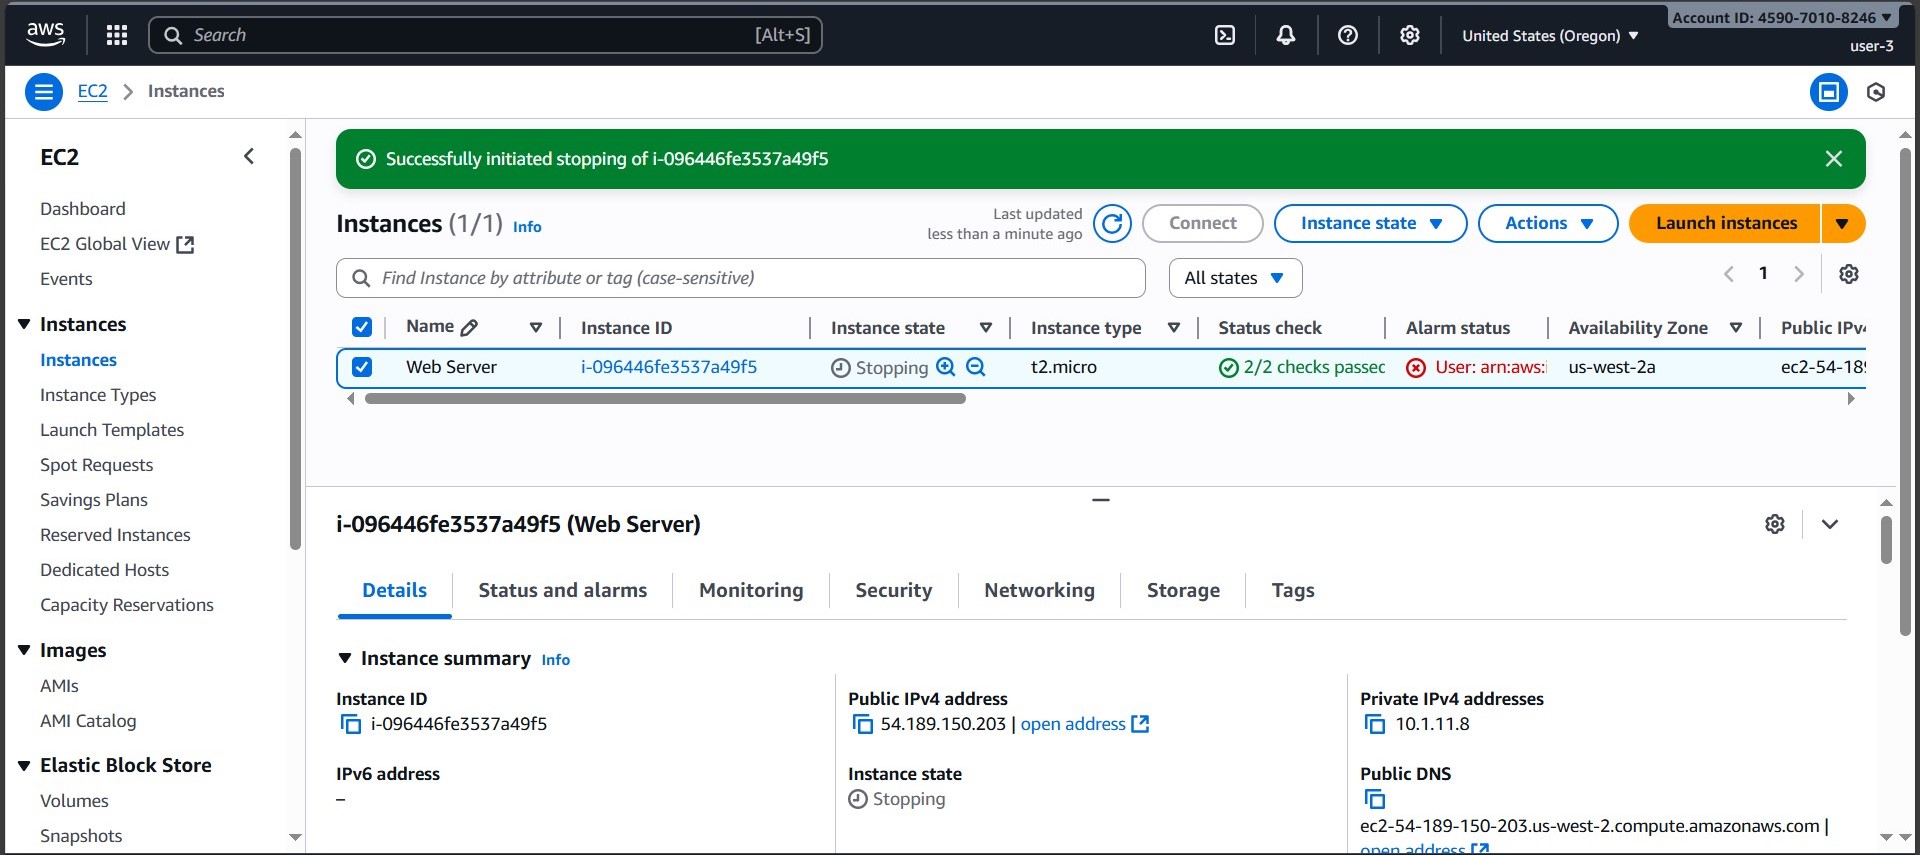 aws
Search [Alt+S]
United States (Oregon)
Account ID: 4590-7010-8246
user-3
EC2 Instances
EC2
Dashboard
EC2 Global View
Events
Instances
Instances
Instance Types
Launch Templates
Spot Requests
Savings Plans
Reserved Instances
Dedicated Hosts
Capacity Reservations
Images
AMIs
AMI Catalog
Elastic Block Store
Volumes
Snapshots
Successfully initiated stopping of i-096446fe3537a49f5
Instances (1/1) Info
Last updated
less than a minute ago
Connect
Instance state
Actions
Launch instances
Find Instance by attribute or tag (case-sensitive)
All states
1
Name Instance ID Instance state Instance type Status check Alarm status Availability Zone Public IPv4
Web Server i-096446fe3537a49f5 Stopping t2.micro 2/2 checks passed User: arn:aws:i us-west-2a ec2-54-189
i-096446fe3537a49f5 (Web Server)
Details Status and alarms Monitoring Security Networking Storage Tags
Instance summary Info
Instance ID
i-096446fe3537a49f5
Public IPv4 address
54.189.150.203 | open address
Private IPv4 addresses
10.1.11.8
IPv6 address
–
Instance state
Stopping
Public DNS
ec2-54-189-150-203.us-west-2.compute.amazonaws.com |
open address